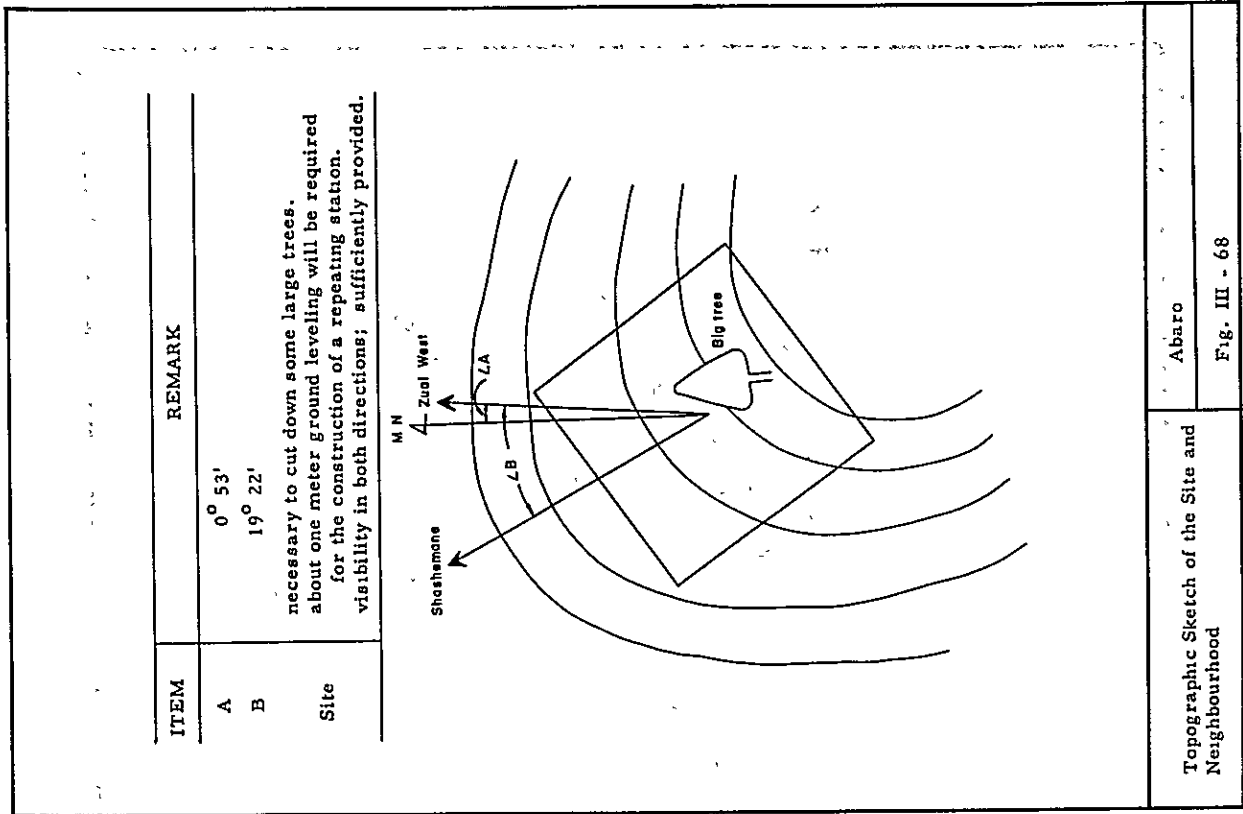 ITEM REMARK
A 0° 53'
B 19° 22'
Site necessary to cut down some large trees.
about one meter ground leveling will be required
for the construction of a repeating station.
visibility in both directions; sufficiently provided.
M N
Zuai West
∠A
∠B
Shashemane
Big tree
Topographic Sketch of the Site and
Neighbourhood
Abaro
Fig. III - 68